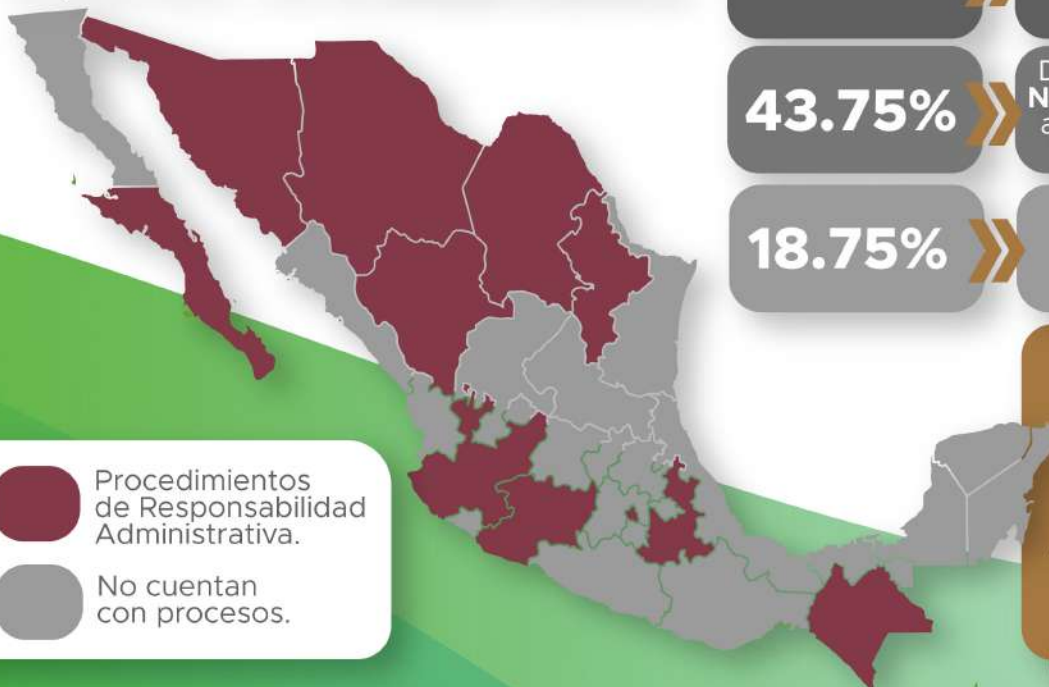 43.75%
18.75%
Procedimientos
de Responsabilidad
Administrativa.
No cuentan
con procesos.